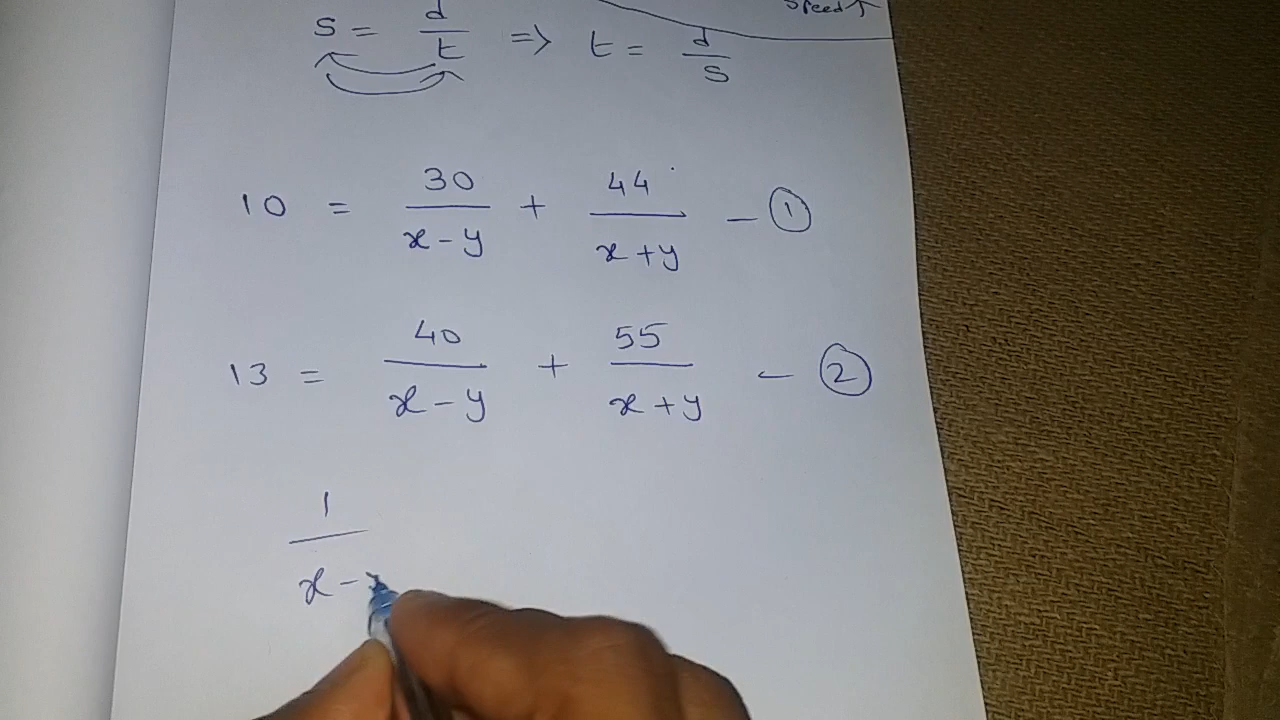 speed↑
S = d/t => t = d/S
10 = 30/(x-y) + 44/(x+y) - ①
13 = 40/(x-y) + 55/(x+y) - ②
1/(x-